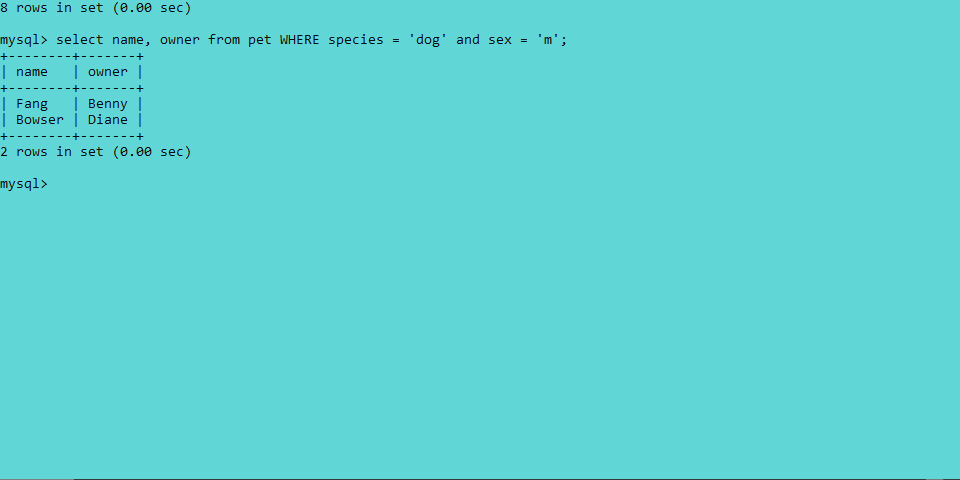 8 rows in set (0.00 sec)
mysql> select name, owner from pet WHERE species = 'dog' and sex = 'm';
+--------+-------+
| name   | owner |
+--------+-------+
| Fang   | Benny |
| Bowser | Diane |
+--------+-------+
2 rows in set (0.00 sec)
mysql>